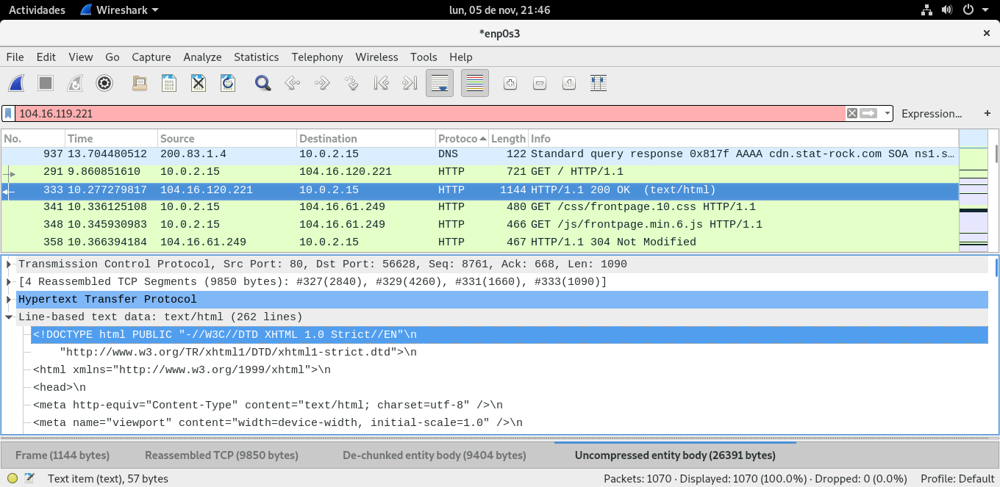 Actividades Wireshark lun, 05 de nov, 21:46
*enp0s3
File Edit View Go Capture Analyze Statistics Telephony Wireless Tools Help
104.16.119.221 Expression… +
No. Time Source Destination Protoco Length Info
937 13.704480512 200.83.1.4 10.0.2.15 DNS 122 Standard query response 0x817f AAAA cdn.stat-rock.com SOA ns1.s…
291 9.860851610 10.0.2.15 104.16.120.221 HTTP 721 GET / HTTP/1.1
333 10.277279817 104.16.120.221 10.0.2.15 HTTP 1144 HTTP/1.1 200 OK (text/html)
341 10.336125108 10.0.2.15 104.16.61.249 HTTP 480 GET /css/frontpage.10.css HTTP/1.1
348 10.345930983 10.0.2.15 104.16.61.249 HTTP 466 GET /js/frontpage.min.6.js HTTP/1.1
358 10.366394184 104.16.61.249 10.0.2.15 HTTP 467 HTTP/1.1 304 Not Modified
Transmission Control Protocol, Src Port: 80, Dst Port: 56628, Seq: 8761, Ack: 668, Len: 1090
[4 Reassembled TCP Segments (9850 bytes): #327(2840), #329(4260), #331(1660), #333(1090)]
Hypertext Transfer Protocol
Line-based text data: text/html (262 lines)
<!DOCTYPE html PUBLIC "-//W3C//DTD XHTML 1.0 Strict//EN"\n
"http://www.w3.org/TR/xhtml1/DTD/xhtml1-strict.dtd">\n
<html xmlns="http://www.w3.org/1999/xhtml">\n
<head>\n
<meta http-equiv="Content-Type" content="text/html; charset=utf-8" />\n
<meta name="viewport" content="width=device-width, initial-scale=1.0" />\n
Frame (1144 bytes) Reassembled TCP (9850 bytes) De-chunked entity body (9404 bytes) Uncompressed entity body (26391 bytes)
Text item (text), 57 bytes Packets: 1070 · Displayed: 1070 (100.0%) · Dropped: 0 (0.0%) Profile: Default